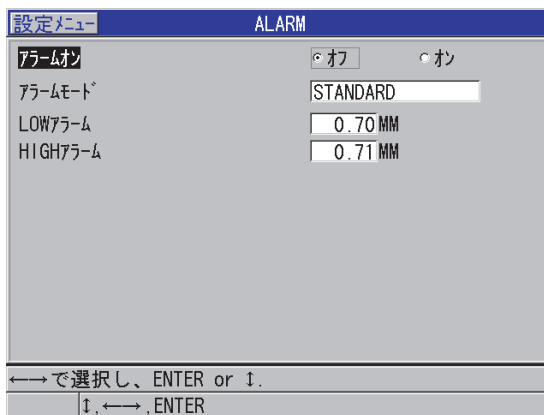 設定ﾒﾆｭｰ ALARM
ｱﾗｰﾑｵﾝ ｵﾌ ｵﾝ
ｱﾗｰﾑﾓｰﾄﾞ STANDARD
LOWｱﾗｰﾑ 0.70 MM
HIGHｱﾗｰﾑ 0.71 MM
←→で選択し、ENTER or ↕.
↕,←→,ENTER